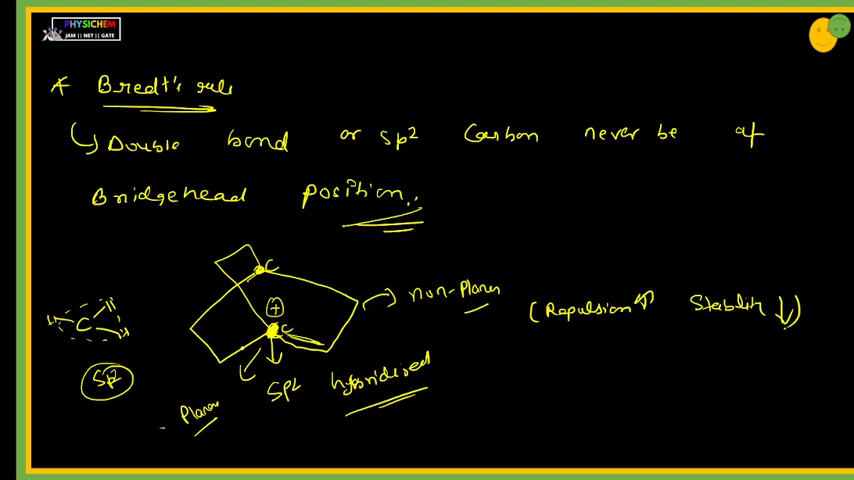 PHYSICHEM
JAM || NET || GATE
* Bredt's rule
↳ Double bond or sp² Carbon never be at
Bridgehead position..
C
⊕
C
→ non-Planar
(Repulsion ↑ Stability ↓)
C
H
H
sp²
sp² hybridised
- Planar